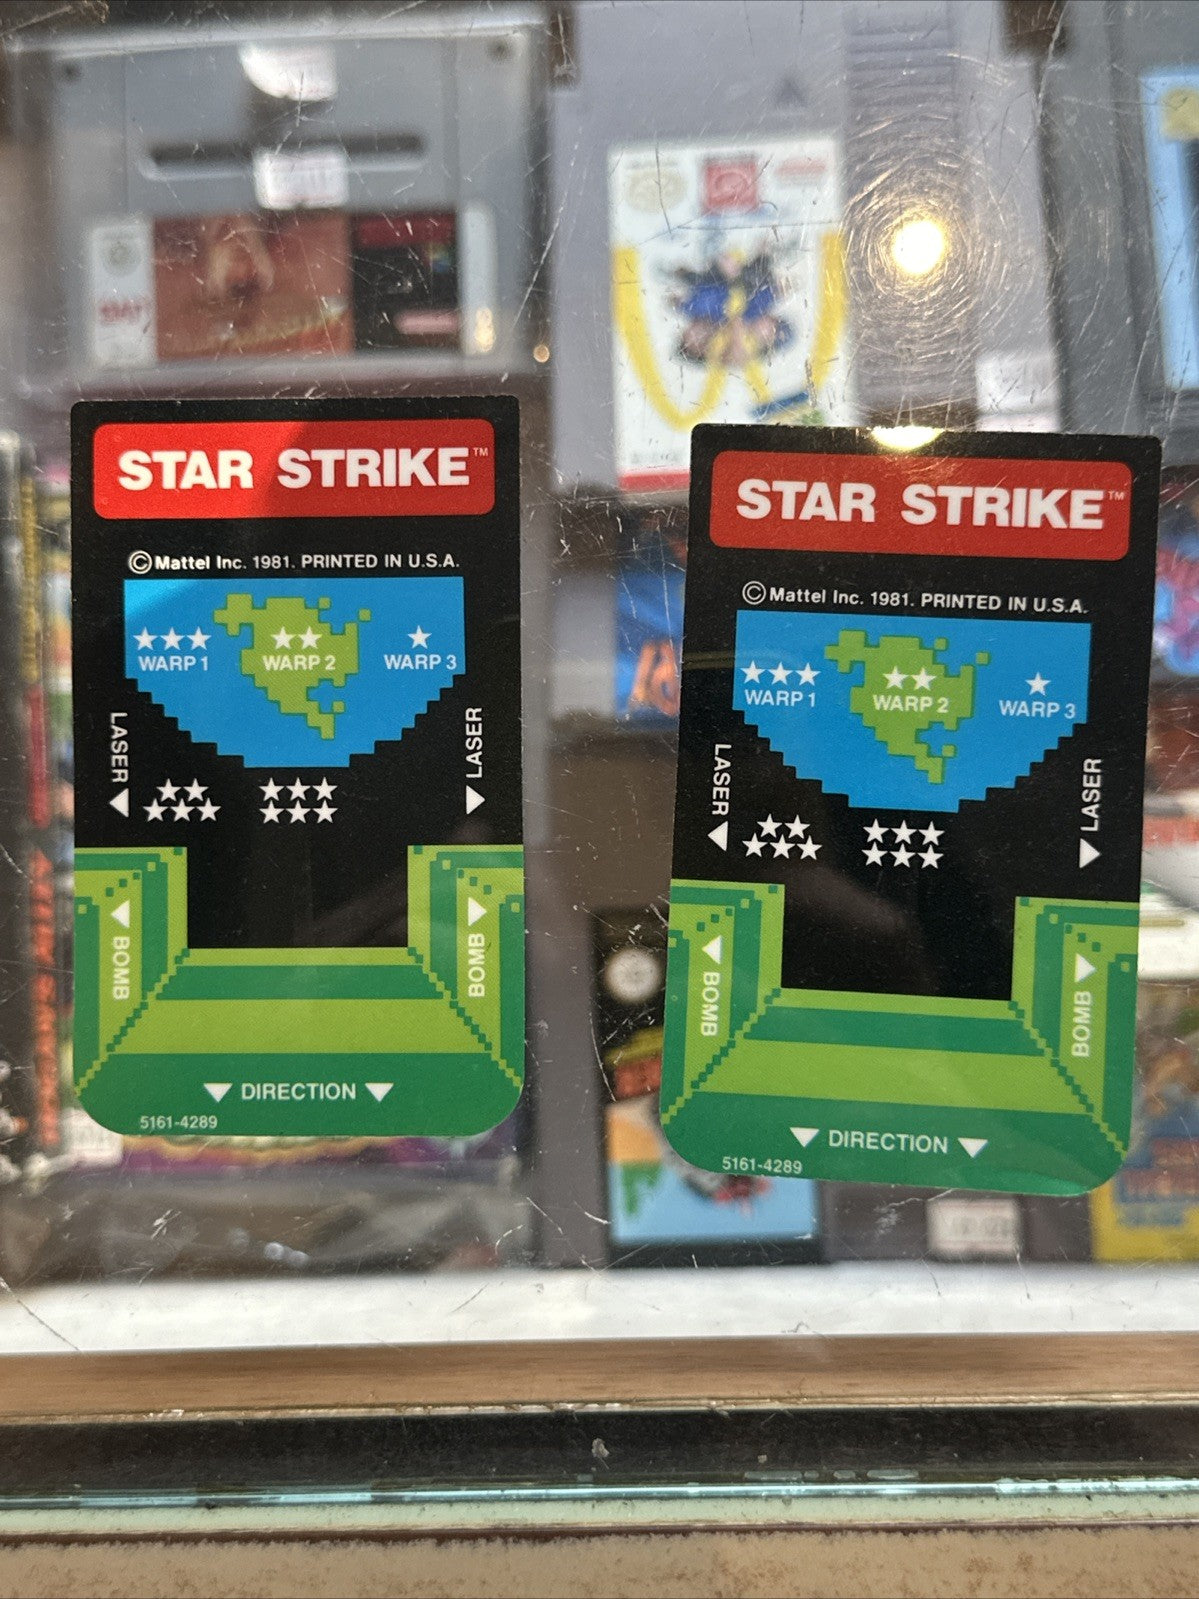 STAR STRIKE™
©Mattel Inc. 1981. PRINTED IN U.S.A.
★★★ ★★ ★
WARP 1 WARP 2 WARP 3
LASER LASER
★★ ★★★
★★★ ★★★
BOMB BOMB
DIRECTION
5161-4289
STAR STRIKE™
©Mattel Inc. 1981. PRINTED IN U.S.A.
★★★ ★★ ★
WARP 1 WARP 2 WARP 3
LASER LASER
★★ ★★★
★★★ ★★★
BOMB BOMB
DIRECTION
5161-4289